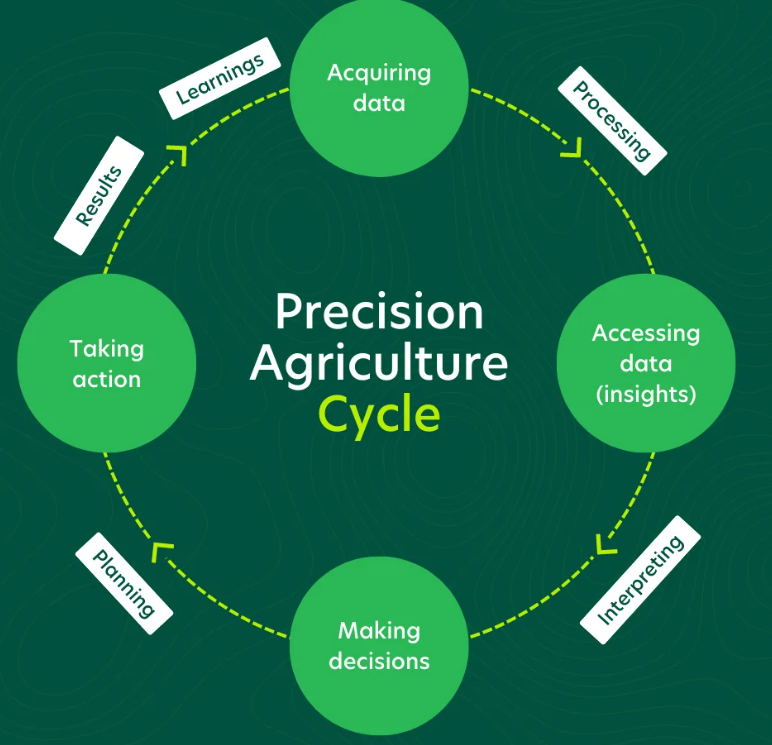 Learnings
Acquiring
data
Processing
Results
Precision
Agriculture
Cycle
Taking
action
Accessing
data
(insights)
Planning
Interpreting
Making
decisions